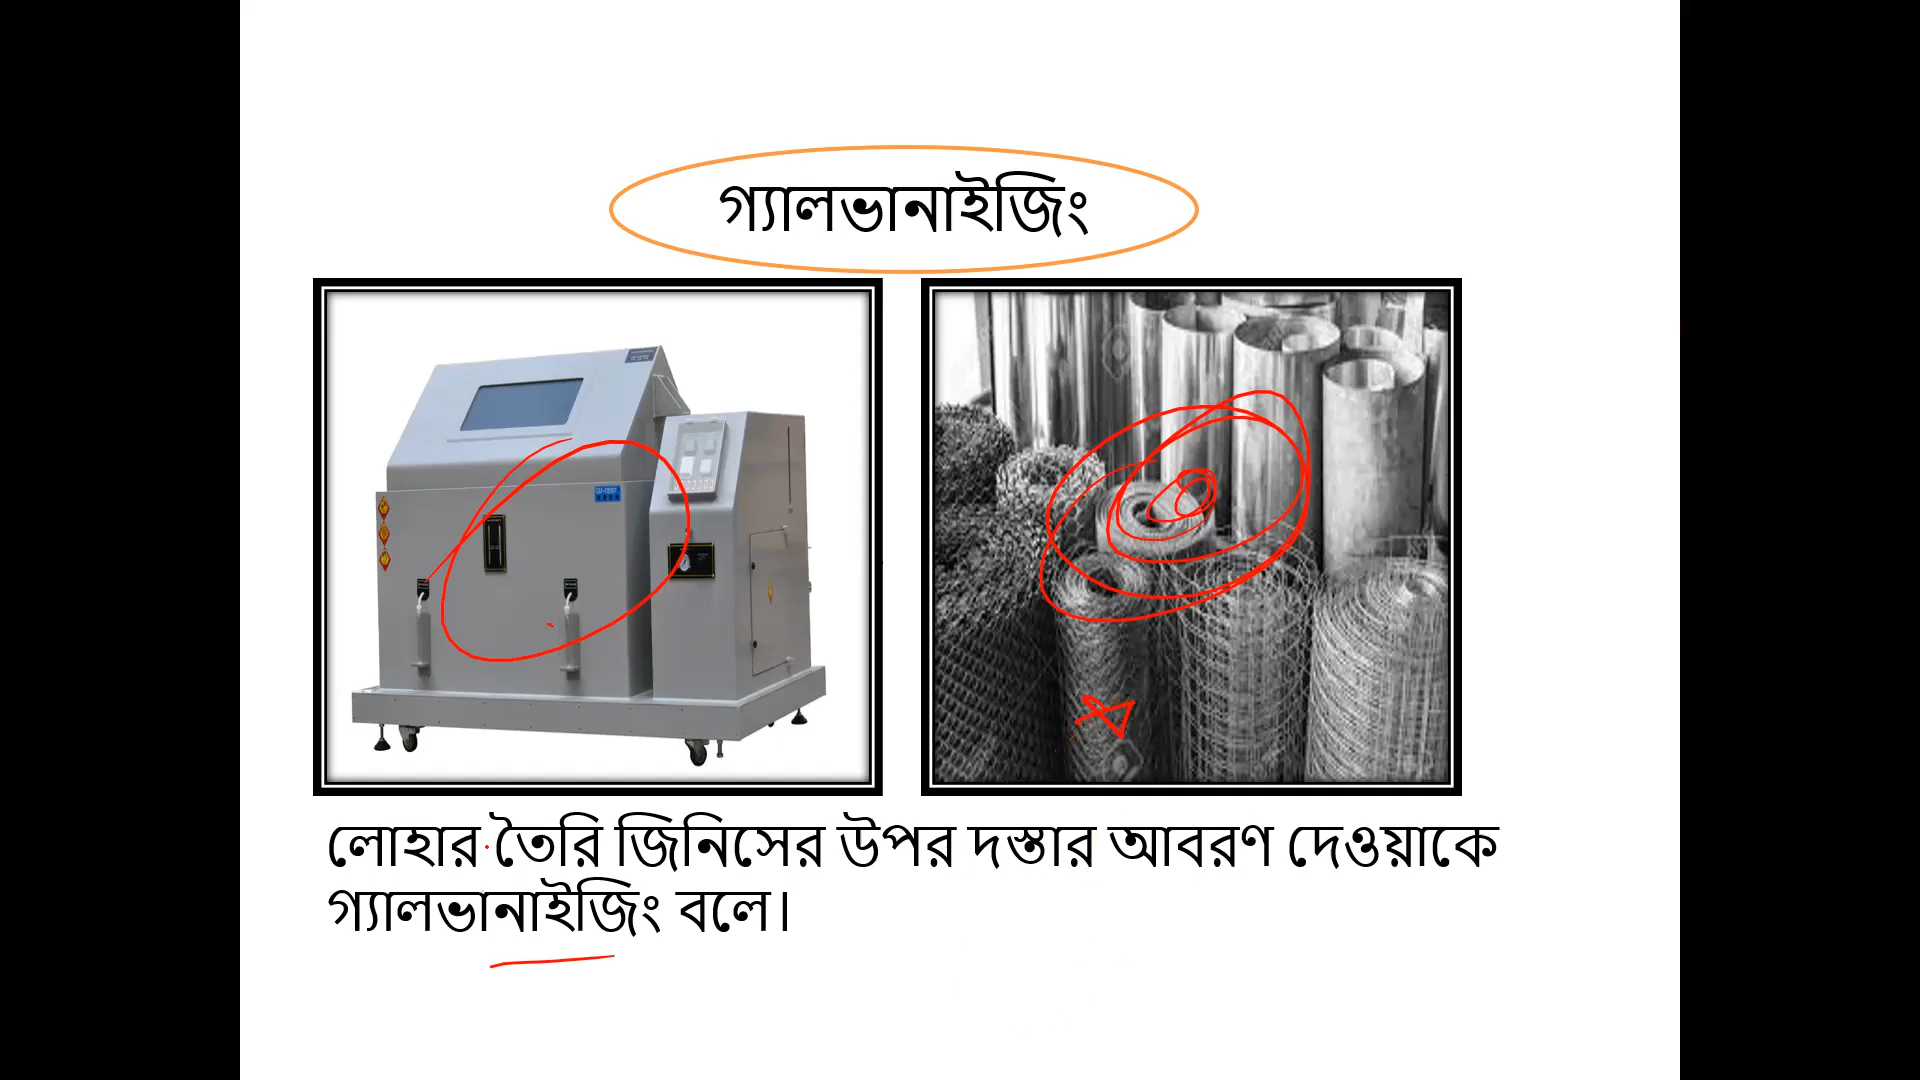 গ্যালভানাইজিং
লোহার তৈরি জিনিসের উপর দস্তার আবরণ দেওয়াকে
গ্যালভানাইজিং বলে।